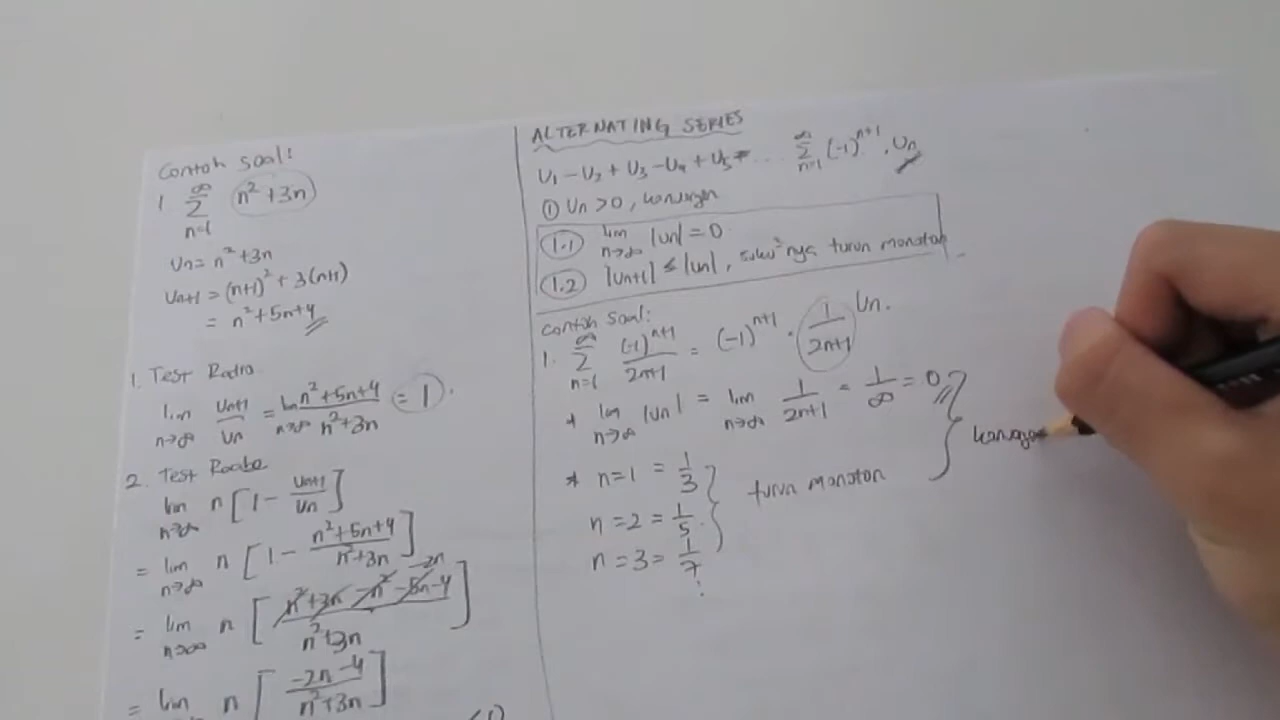 Contoh soal:
1. ∞ Σ n=1 n² + 3n
Un = n² + 3n
Un+1 = (n+1)² + 3(n+1)
= n² + 5n + 4
1. Test Ratio
lim n→∞ Un+1/Un = lim n→∞ (n² + 5n + 4)/(n² + 3n) = 1.
2. Test Raabe
lim n→∞ n [1 - Un+1/Un]
= lim n→∞ n [1 - (n² + 5n + 4)/(n² + 3n)]
= lim n→∞ n [(n² + 3n - n² - 5n - 4)/(n² + 3n)] -2n
= lim n [(-2n - 4)/(n² + 3n)]
ALTERNATING SERIES
U1 - U2 + U3 - U4 + U5 - ... ∞ Σ n=1 (-1)^n+1 . Un
① Un > 0, konvergen
1.1 lim n→∞ |Un| = 0
1.2 |Un+1| ≤ |Un|, suku²nya turun monoton
Contoh Soal:
1. ∞ Σ n=1 (-1)^n+1/(2n+1) = (-1)^n+1 . 1/(2n+1) Un.
* lim n→∞ |Un| = lim n→∞ 1/(2n+1) = 1/∞ = 0
* n=1 = 1/3
n=2 = 1/5
n=3 = 1/7
⋮
turun monoton